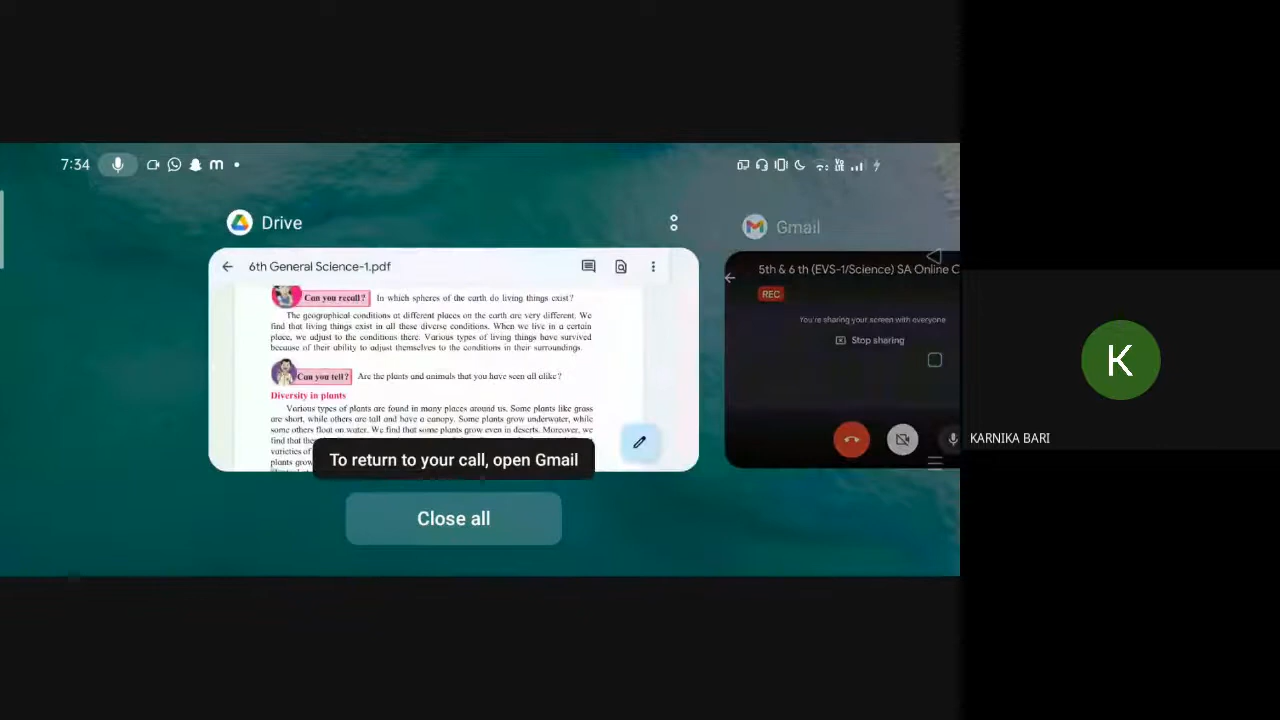 7:34
Drive
Gmail
6th General Science-1.pdf
Can you recall? In which spheres of the earth do living things exist?
The geographical conditions at different places on the earth are very different. We
find that living things exist in all these diverse conditions. When we live in a certain
place, we adjust to the conditions there. Various types of living things have survived
because of their ability to adjust themselves to the conditions in their surroundings.
Can you tell? Are the plants and animals that you have seen all alike?
Diversity in plants
Various types of plants are found in many places around us. Some plants like grass
are short, while others are tall and have a canopy. Some plants grow underwater, while
some others float on water. We find that some plants grow even in deserts. Moreover, we
find that
varieties of
plants grow
To return to your call, open Gmail
Close all
5th & 6 th (EVS-1/Science) SA Online C
REC
You're sharing your screen with everyone
Stop sharing
K
KARNIKA BARI